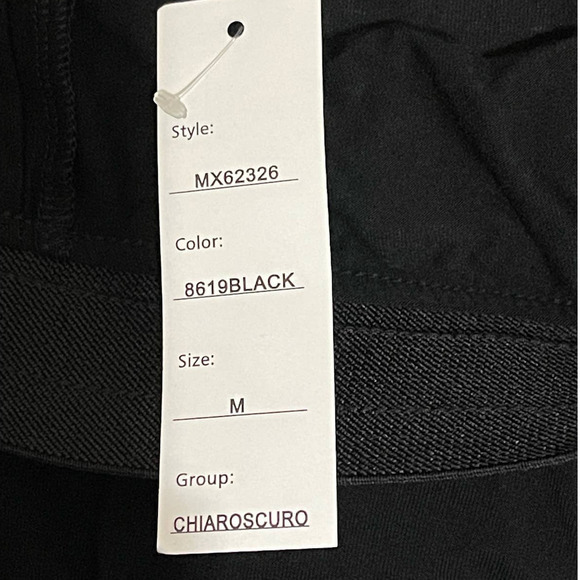 Style:
MX62326
Color:
8619BLACK
Size:
M
Group:
CHIAROSCURO